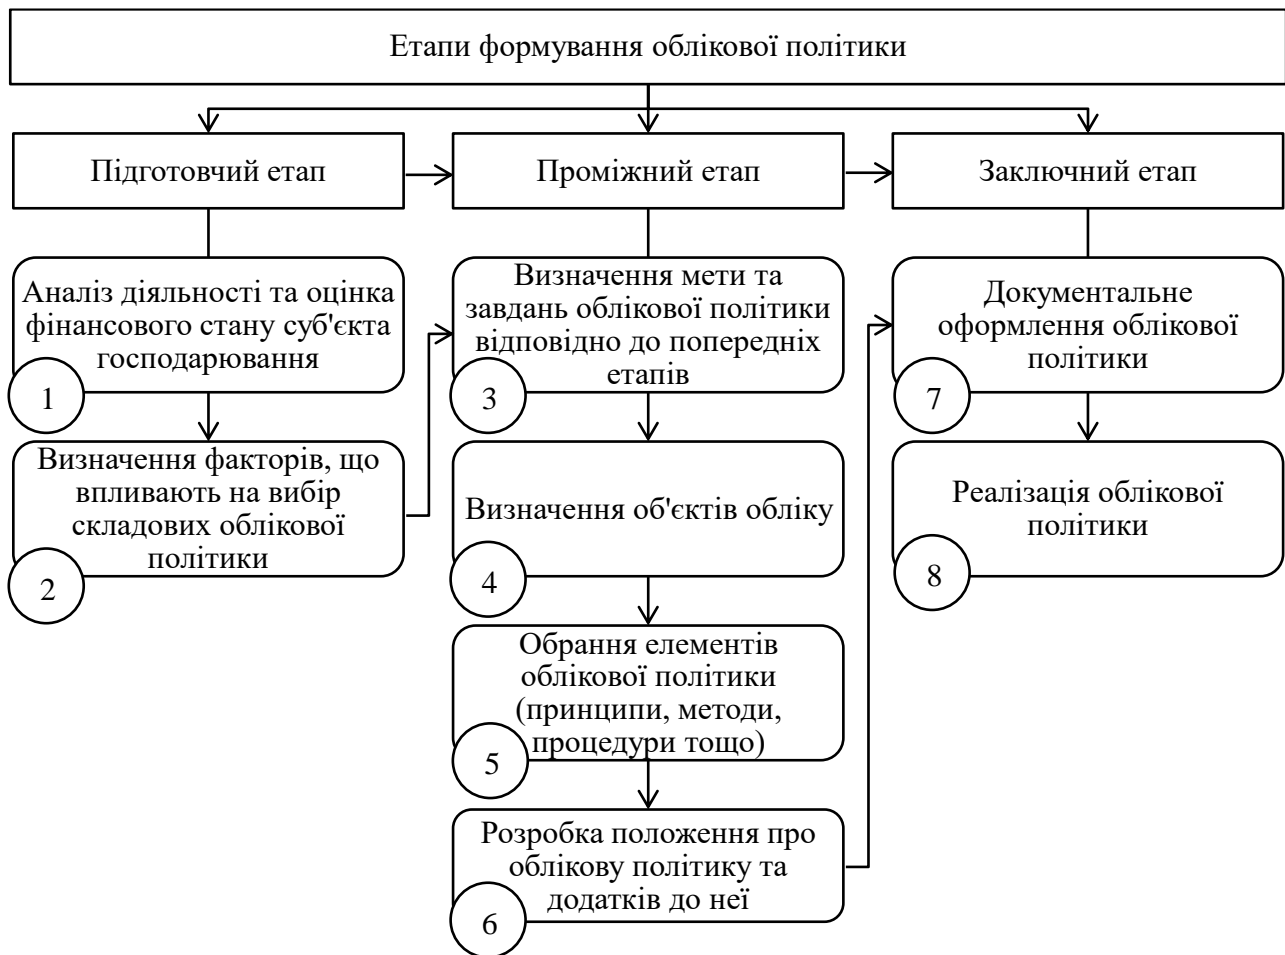 Етапи формування облікової політики
Підготовчий етап
Проміжний етап
Заключний етап
Аналіз діяльності та оцінка
фінансового стану суб'єкта
господарювання
1
Визначення факторів, що
впливають на вибір
складових облікової
політики
2
Визначення мети та
завдань облікової політики
відповідно до попередніх
етапів
3
Визначення об'єктів обліку
4
Обрання елементів
облікової політики
(принципи, методи,
процедури тощо)
5
Розробка положення про
облікову політику та
додатків до неї
6
Документальне
оформлення облікової
політики
7
Реалізація облікової
політики
8